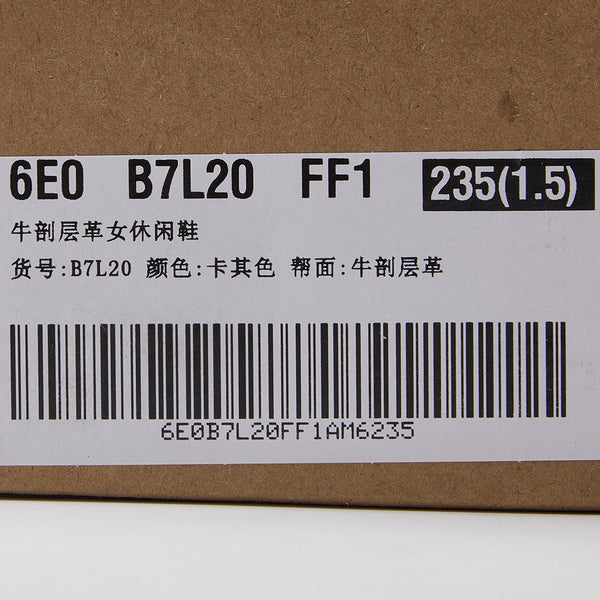 6E0 B7L20 FF1 235(1.5)
牛剖层革女休闲鞋
货号:B7L20 颜色:卡其色 帮面:牛剖层革
6E0B7L20FF1AM6235